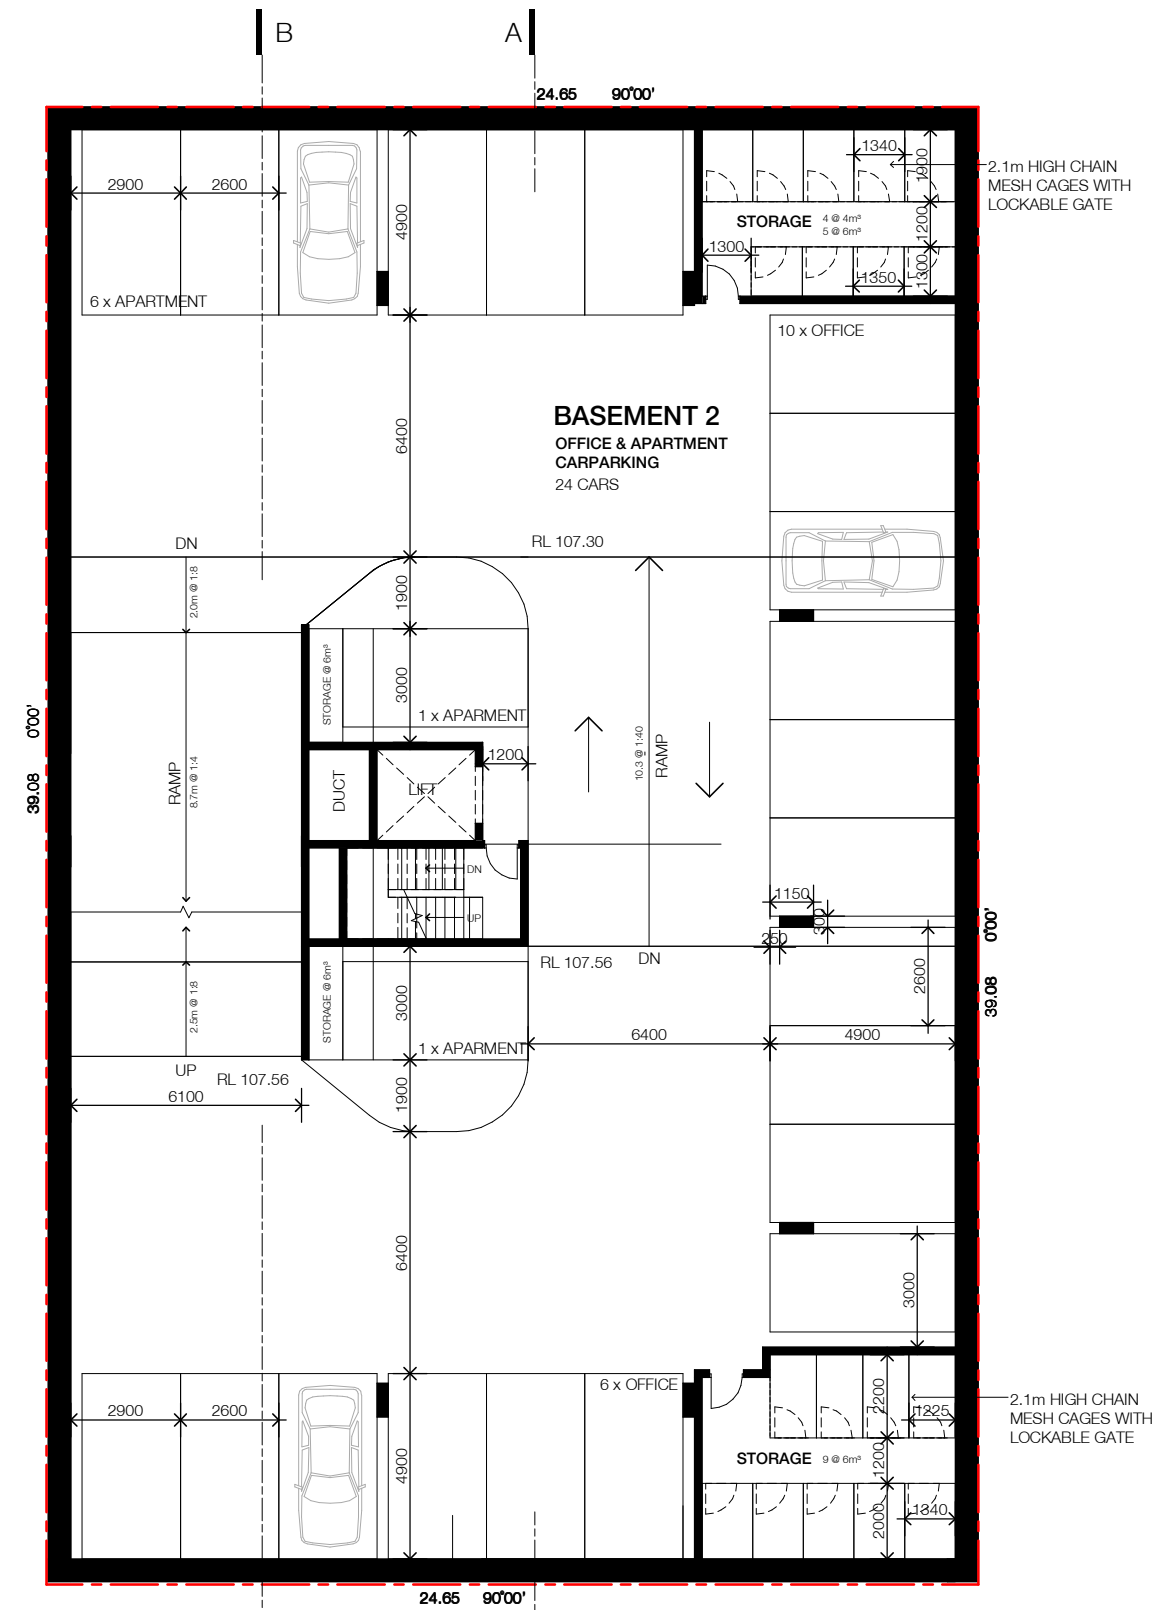 B
A
24.65 90°00'
2900
2600
4900
1340
1900
2.1m HIGH CHAIN
MESH CAGES WITH
LOCKABLE GATE
STORAGE
4 @ 4m³
5 @ 6m³
1200
1300
1350
1300
6 x APARTMENT
10 x OFFICE
BASEMENT 2
OFFICE & APARTMENT
CARPARKING
24 CARS
6400
DN
RL 107.30
2.0m @ 1:8
1900
STORAGE @ 6m³
3000
1 x APARMENT
1200
DUCT
LIFT
RAMP
8.7m @ 1:4
10.3 @ 1:40
RAMP
0°00'
39.08
DN
UP
1150
300
250
0°00'
39.08
2600
RL 107.56
DN
2.5m @ 1:8
STORAGE @ 6m³
3000
1 x APARMENT
6400
4900
UP
RL 107.56
6100
1900
6400
3000
6 x OFFICE
2900
2600
4900
2200
1225
2.1m HIGH CHAIN
MESH CAGES WITH
LOCKABLE GATE
STORAGE
9 @ 6m³
1200
2000
1340
24.65 90°00'